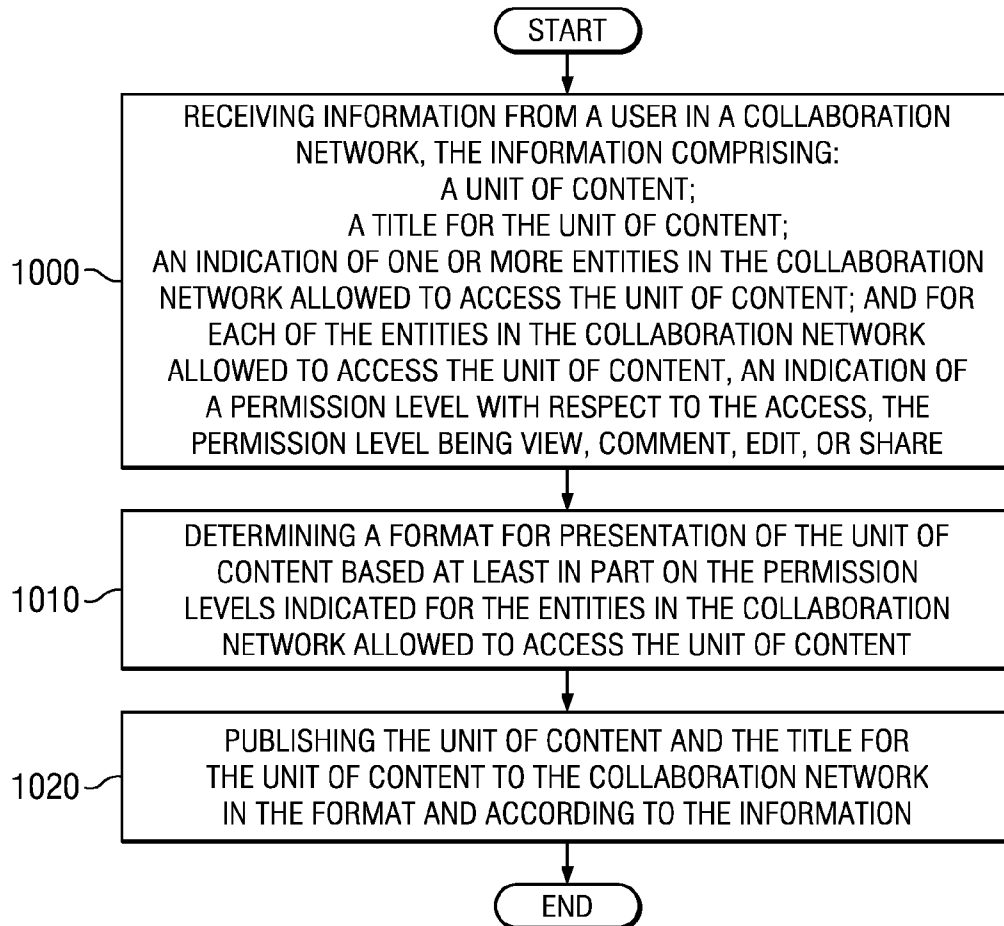 START
RECEIVING INFORMATION FROM A USER IN A COLLABORATION
NETWORK, THE INFORMATION COMPRISING:
A UNIT OF CONTENT;
A TITLE FOR THE UNIT OF CONTENT;
AN INDICATION OF ONE OR MORE ENTITIES IN THE COLLABORATION
NETWORK ALLOWED TO ACCESS THE UNIT OF CONTENT; AND FOR
EACH OF THE ENTITIES IN THE COLLABORATION NETWORK
ALLOWED TO ACCESS THE UNIT OF CONTENT, AN INDICATION OF
A PERMISSION LEVEL WITH RESPECT TO THE ACCESS, THE
PERMISSION LEVEL BEING VIEW, COMMENT, EDIT, OR SHARE
1000
DETERMINING A FORMAT FOR PRESENTATION OF THE UNIT OF
CONTENT BASED AT LEAST IN PART ON THE PERMISSION
LEVELS INDICATED FOR THE ENTITIES IN THE COLLABORATION
NETWORK ALLOWED TO ACCESS THE UNIT OF CONTENT
1010
PUBLISHING THE UNIT OF CONTENT AND THE TITLE FOR
THE UNIT OF CONTENT TO THE COLLABORATION NETWORK
IN THE FORMAT AND ACCORDING TO THE INFORMATION
1020
END